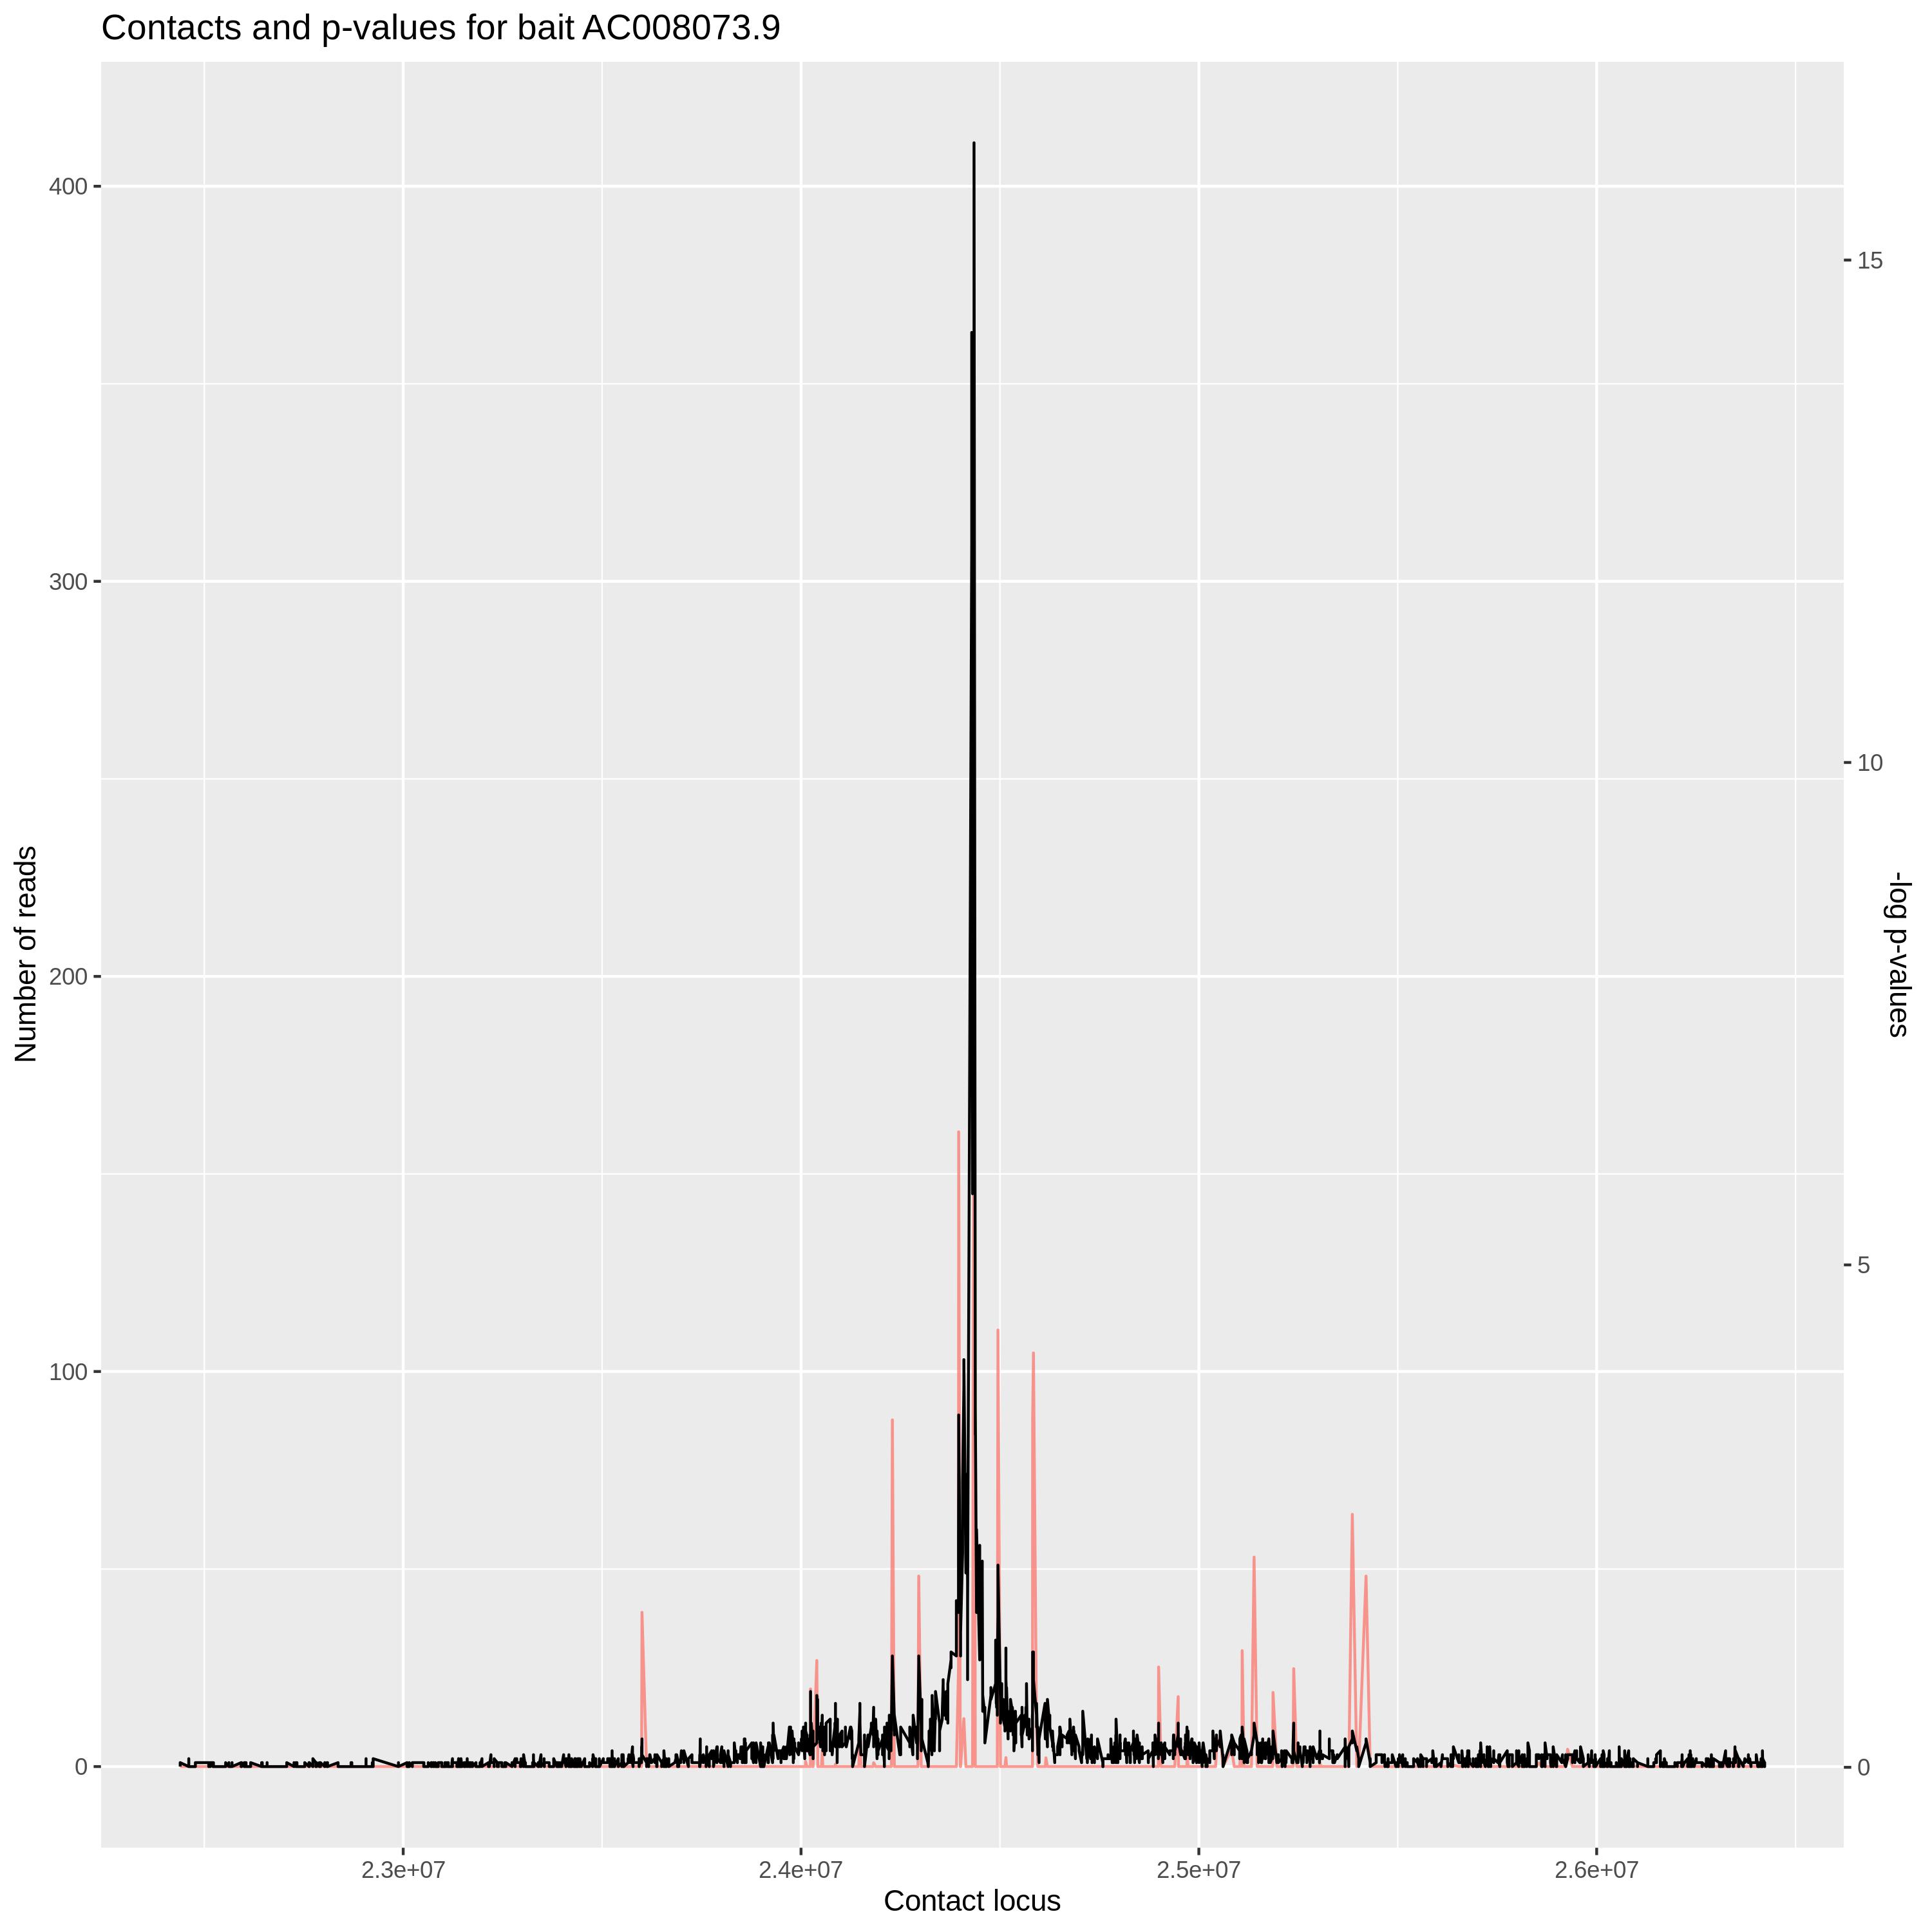 Contacts and p-values for bait AC008073.9
Number of reads
400
300
200
100
0
15
10
5
0
-log p-values
2.3e+07
2.4e+07
2.5e+07
2.6e+07
Contact locus